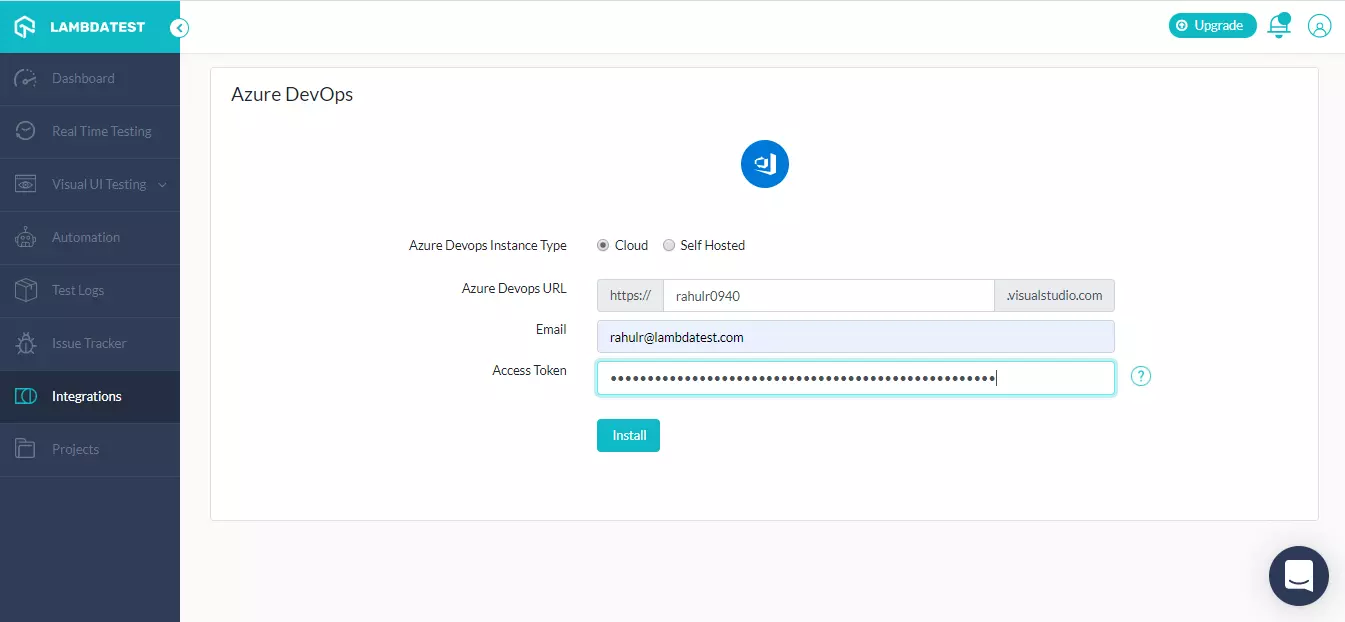 LAMBDATEST
Upgrade
Dashboard
Real Time Testing
Visual UI Testing
Automation
Test Logs
Issue Tracker
Integrations
Projects
Azure DevOps
Azure Devops Instance Type Cloud Self Hosted
Azure Devops URL https:// rahulr0940 .visualstudio.com
Email rahulr@lambdatest.com
Access Token ••••••••••••••••••••••••••••••••••••••••••••••••••••
?
Install